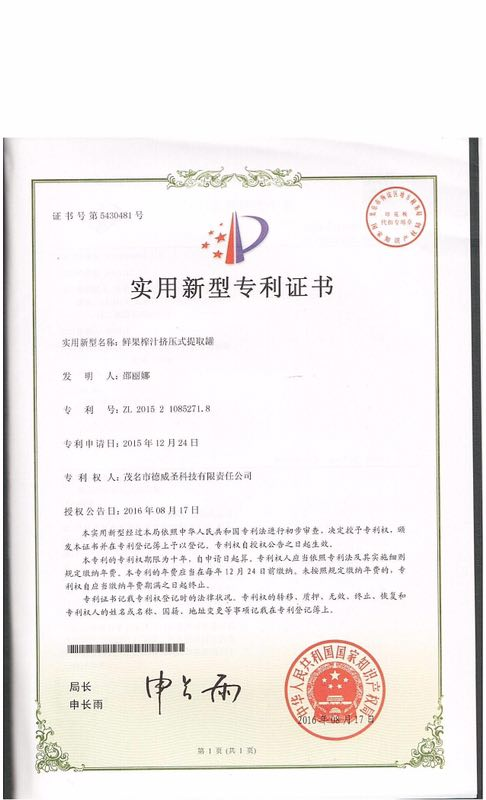 证书号第5430481号
印花税
代扣专用章
国家知识产权局
实用新型专利证书
实用新型名称：鲜果榨汁挤压式提取罐
发明人：邵丽娜
专利号：ZL 2015 2 1085271.8
专利申请日：2015年12月24日
专利权人：茂名市德威圣科技有限责任公司
授权公告日：2016年08月17日
本实用新型经过本局依照中华人民共和国专利法进行初步审查，决定授予专利权，颁
发本证书并在专利登记簿上予以登记。专利权自授权公告之日起生效。
本专利的专利权期限为十年，自申请日起算。专利权人应当依照专利法及其实施细则
规定缴纳年费。本专利的年费应当在每年12月24日前缴纳。未按照规定缴纳年费的，专
利权自应当缴纳年费期满之日起终止。
专利证书记载专利权登记时的法律状况。专利权的转移、质押、无效、终止、恢复和
专利权人的姓名或名称、国籍、地址变更等事项记载在专利登记簿上。
局长
申长雨
申长雨
中华人民共和国国家知识产权局
2016年08月17日
第1页(共1页)